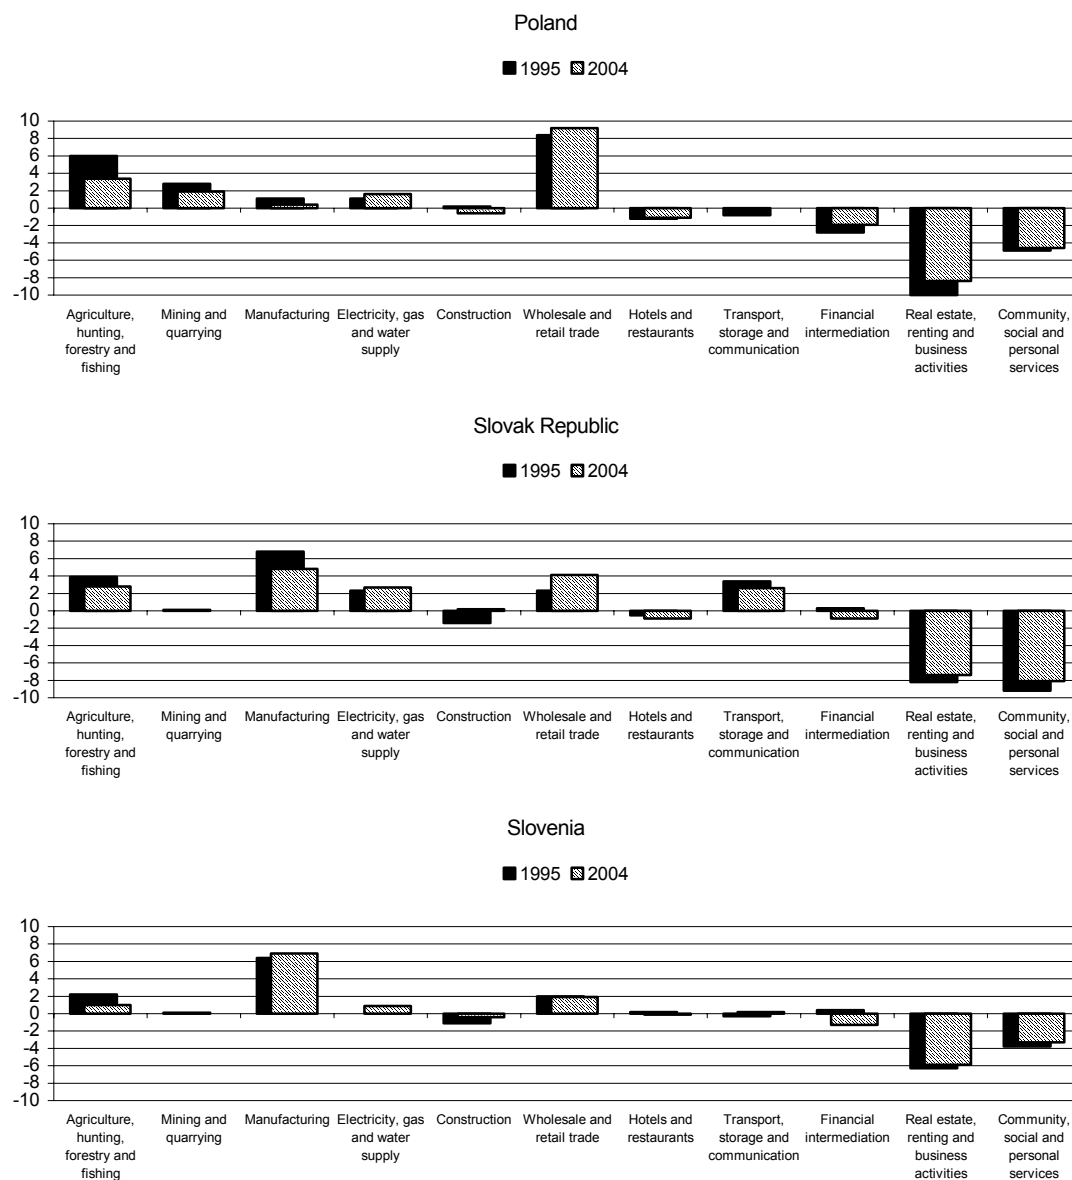 Poland
1995 2004
10
8
6
4
2
0
-2
-4
-6
-8
-10
Agriculture, hunting, forestry and fishing
Mining and quarrying
Manufacturing
Electricity, gas and water supply
Construction
Wholesale and retail trade
Hotels and restaurants
Transport, storage and communication
Financial intermediation
Real estate, renting and business activities
Community, social and personal services
Slovak Republic
1995 2004
10
8
6
4
2
0
-2
-4
-6
-8
-10
Agriculture, hunting, forestry and fishing
Mining and quarrying
Manufacturing
Electricity, gas and water supply
Construction
Wholesale and retail trade
Hotels and restaurants
Transport, storage and communication
Financial intermediation
Real estate, renting and business activities
Community, social and personal services
Slovenia
1995 2004
10
8
6
4
2
0
-2
-4
-6
-8
-10
Agriculture, hunting, forestry and fishing
Mining and quarrying
Manufacturing
Electricity, gas and water supply
Construction
Wholesale and retail trade
Hotels and restaurants
Transport, storage and communication
Financial intermediation
Real estate, renting and business activities
Community, social and personal services